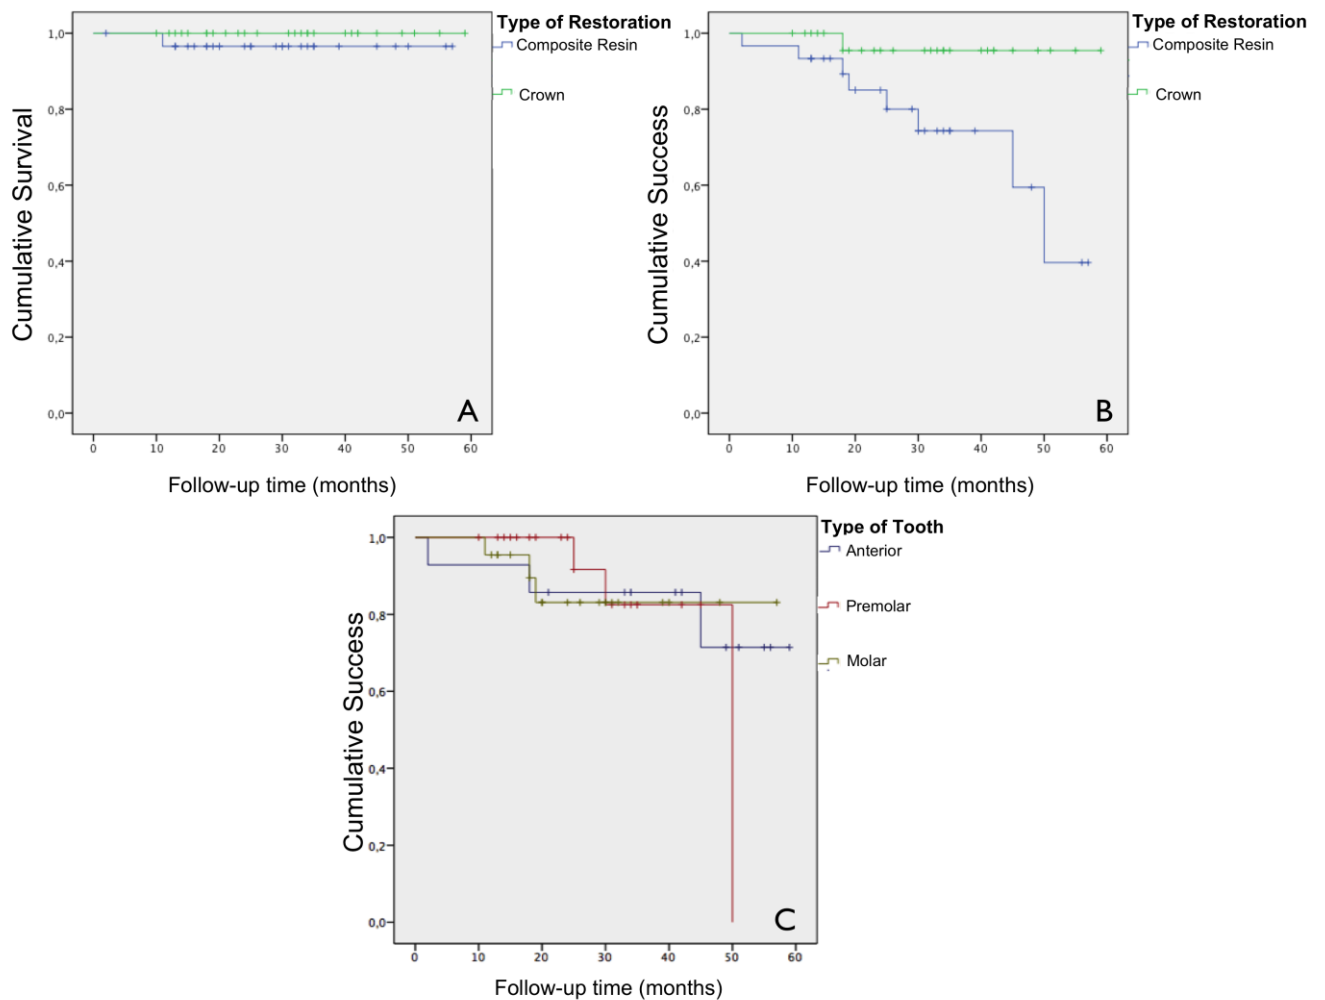 Type of Restoration
Composite Resin
Crown
Cumulative Survival
1,0
0,8
0,6
0,4
0,2
0,0
A
0 10 20 30 40 50 60
Follow-up time (months)
Type of Restoration
Composite Resin
Crown
Cumulative Success
1,0
0,8
0,6
0,4
0,2
0,0
B
0 10 20 30 40 50 60
Follow-up time (months)
Type of Tooth
Anterior
Premolar
Molar
Cumulative Success
1,0
0,8
0,6
0,4
0,2
0,0
C
0 10 20 30 40 50 60
Follow-up time (months)